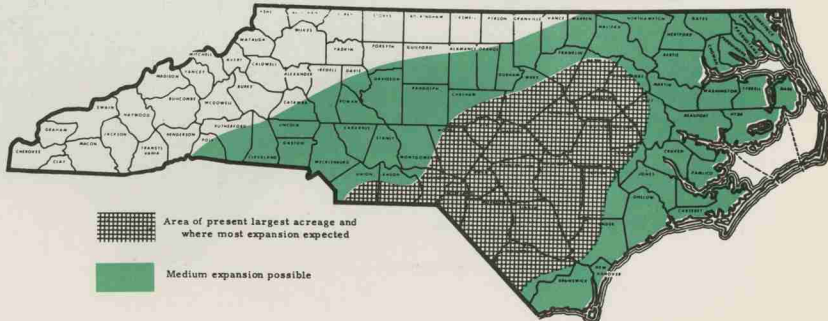 ASHE
STOKES
ROCKINGHAM
PERSON
GRANVILLE
VANCE
WARREN
NORTHAMPTON
GATES
WILKES
HERTFORD
WATAUGA
HALIFAX
YADKIN
FORSYTH
GUILFORD
ALAMANCE
ORANGE
BERTIE
MITCHELL
AVERY
CALDWELL
FRANKLIN
MADISON
YANCEY
ALEXANDER
IREDELL
DAVIE
DAVIDSON
DURHAM
WAKE
MARTIN
WASHINGTON
TYRRELL
DARE
BURKE
RANDOLPH
CHATHAM
SWAIN
HAYWOOD
BUNCOMBE
MCDOWELL
CATAWBA
ROWAN
BEAUFORT
HYDE
GRAHAM
JACKSON
HENDERSON
RUTHERFORD
POLK
LINCOLN
CABARRUS
STANLY
MONTGOMERY
CRAVEN
PAMLICO
CHEROKEE
CLAY
MACON
TRANSYLVANIA
CLEVELAND
GASTON
MECKLENBURG
UNION
ANSON
JONES
ONSLOW
CARTERET
BRUNSWICK
NEW
HANOVER
Area of present largest acreage and
where most expansion expected
Medium expansion possible